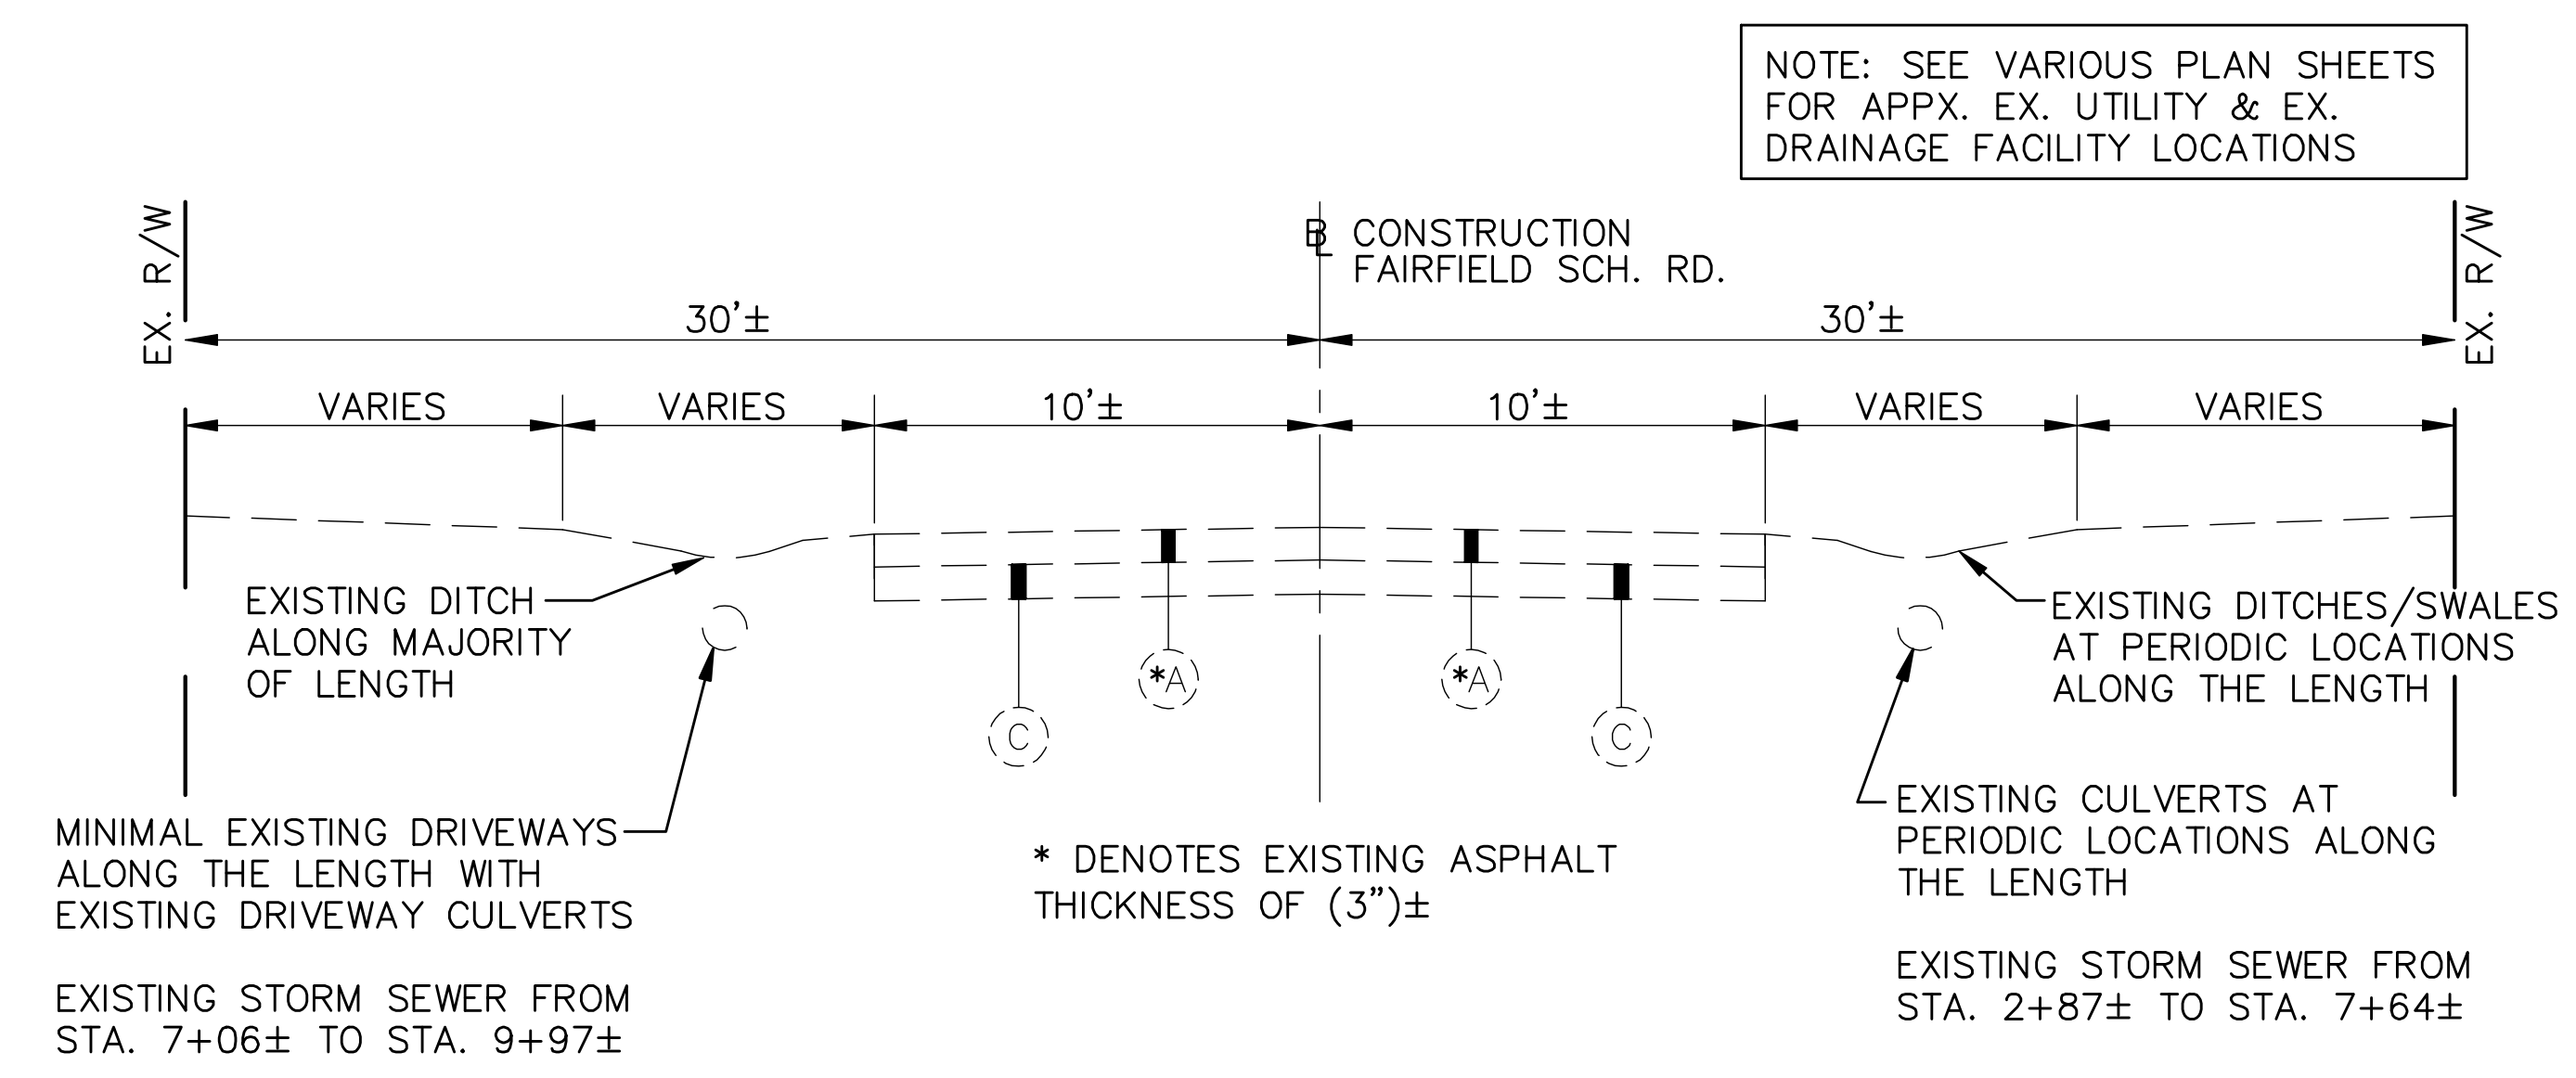 NOTE: SEE VARIOUS PLAN SHEETS
FOR APPX. EX. UTILITY & EX.
DRAINAGE FACILITY LOCATIONS
EX. R/W
BL CONSTRUCTION
FAIRFIELD SCH. RD.
EX. R/W
30'±
30'±
VARIES
VARIES
10'±
10'±
VARIES
VARIES
EXISTING DITCH
ALONG MAJORITY
OF LENGTH
EXISTING DITCHES/SWALES
AT PERIODIC LOCATIONS
ALONG THE LENGTH
*A
*A
C
C
MINIMAL EXISTING DRIVEWAYS
ALONG THE LENGTH WITH
EXISTING DRIVEWAY CULVERTS
* DENOTES EXISTING ASPHALT
THICKNESS OF (3")±
EXISTING CULVERTS AT
PERIODIC LOCATIONS ALONG
THE LENGTH
EXISTING STORM SEWER FROM
STA. 7+06± TO STA. 9+97±
EXISTING STORM SEWER FROM
STA. 2+87± TO STA. 7+64±